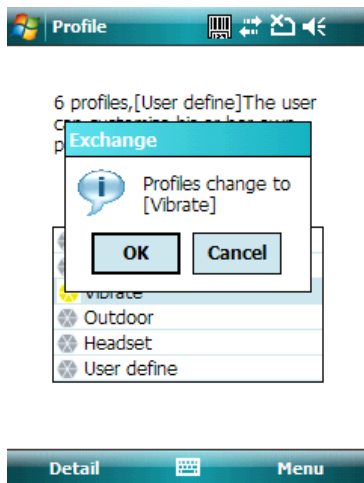 Profile
6 profiles,[User define]The user
Exchange
Profiles change to
[Vibrate]
OK Cancel
Vibrate
Outdoor
Headset
User define
Detail Menu